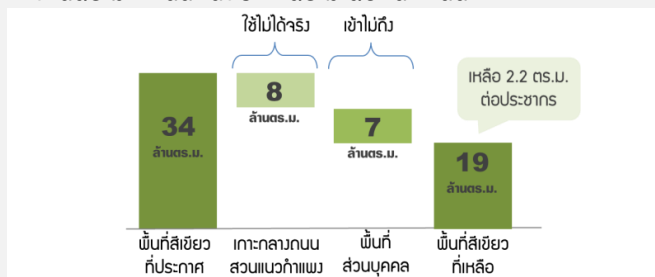 ใช้ไม่ได้จริง เข้าไม่ถึง
เหลือ 2.2 ตร.ม.
ต่อประชากร
34
ล้านตร.ม.
8
ล้านตร.ม.
7
ล้านตร.ม.
19
ล้านตร.ม.
พื้นที่สีเขียว
ที่ประกาศ
เกาะกลางถนน
สวนแนวกำแพง
พื้นที่
ส่วนบุคคล
พื้นที่สีเขียว
ที่เหลือ